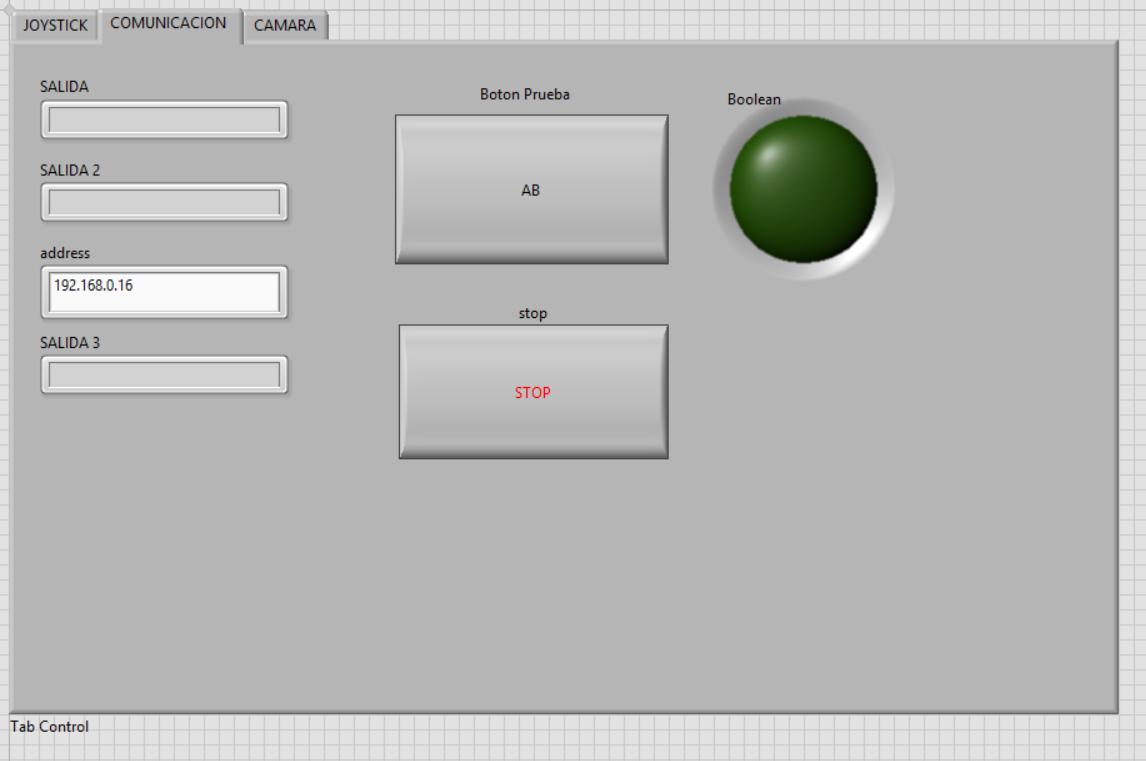 JOYSTICK
COMUNICACION
CAMARA
SALIDA
SALIDA 2
address
192.168.0.16
SALIDA 3
Boton Prueba
AB
stop
STOP
Boolean
Tab Control